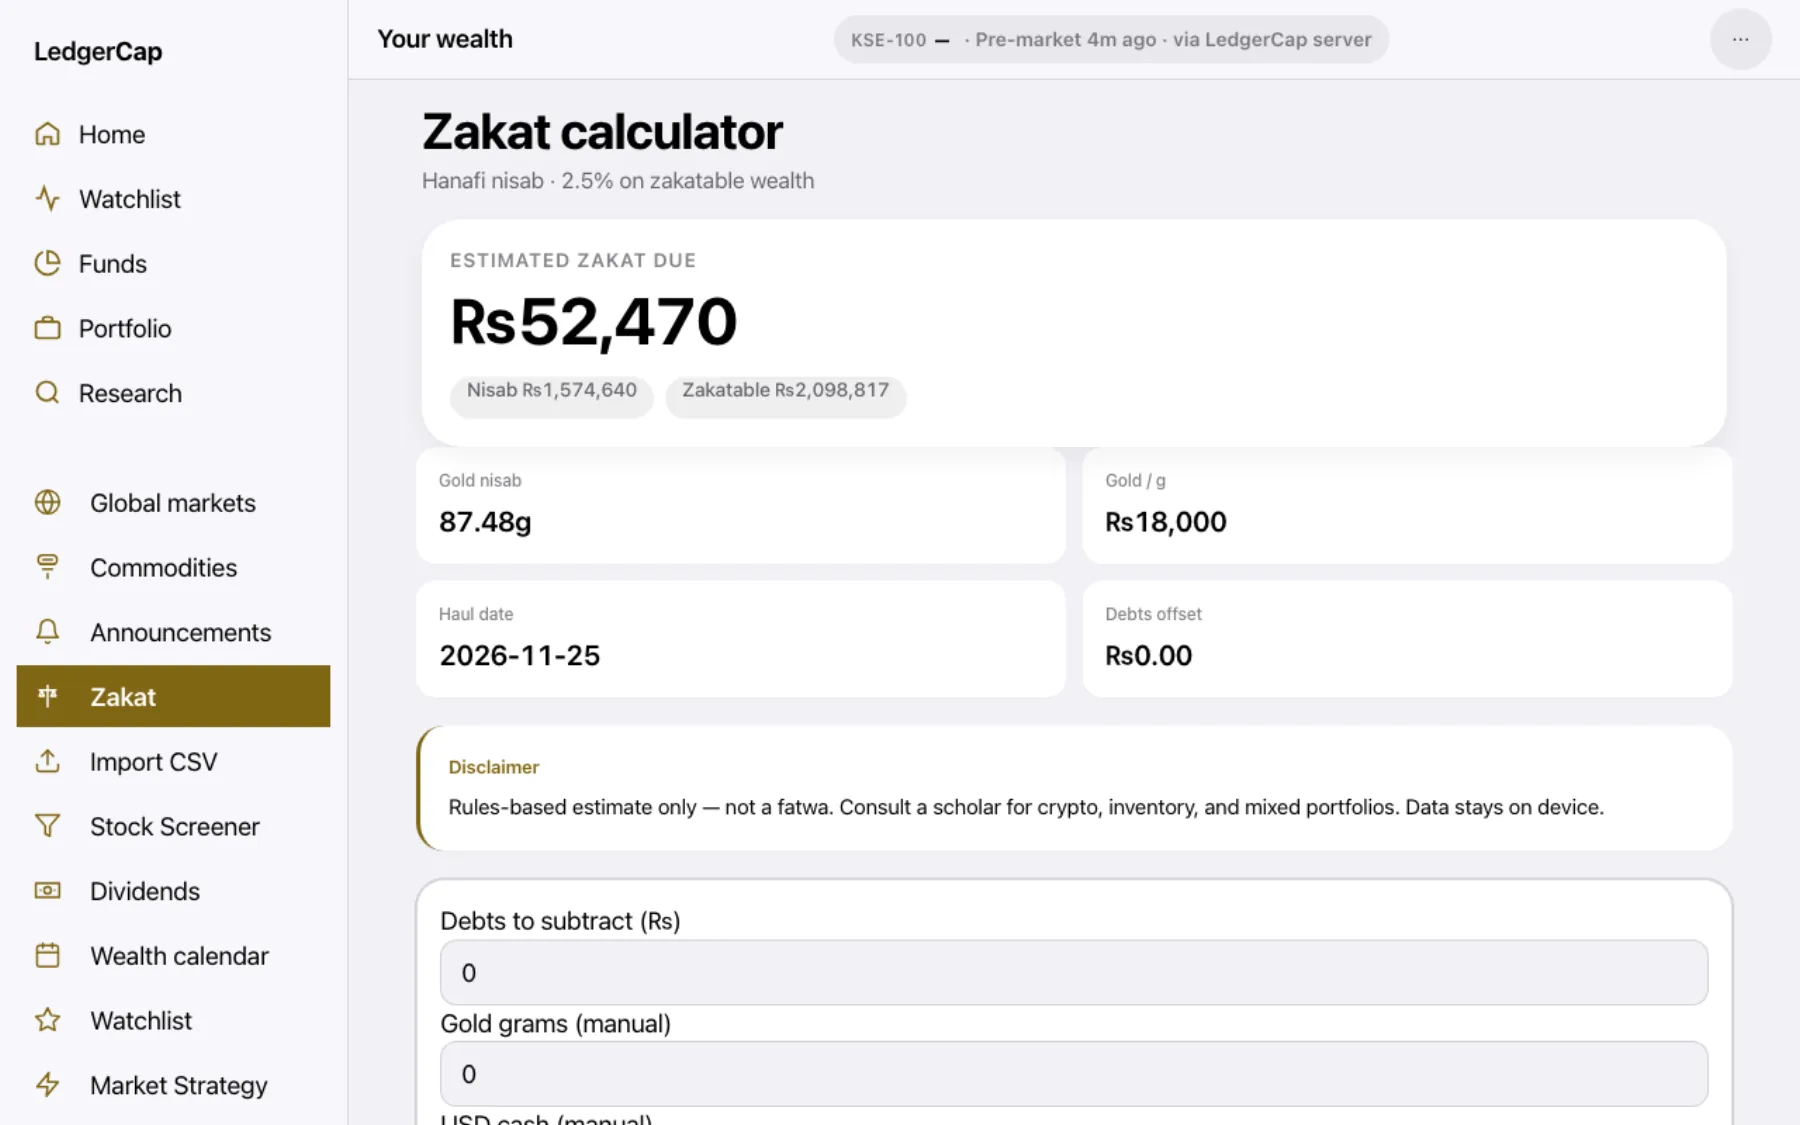 LedgerCap
Home
Watchlist
Funds
Portfolio
Research
Global markets
Commodities
Announcements
Zakat
Import CSV
Stock Screener
Dividends
Wealth calendar
Watchlist
Market Strategy
Your wealth
KSE-100 — · Pre-market 4m ago · via LedgerCap server
...
Zakat calculator
Hanafi nisab · 2.5% on zakatable wealth
ESTIMATED ZAKAT DUE
₨52,470
Nisab ₨1,574,640
Zakatable ₨2,098,817
Gold nisab
87.48g
Gold / g
₨18,000
Haul date
2026-11-25
Debts offset
₨0.00
Disclaimer
Rules-based estimate only — not a fatwa. Consult a scholar for crypto, inventory, and mixed portfolios. Data stays on device.
Debts to subtract (₨)
0
Gold grams (manual)
0
USD cash (manual)